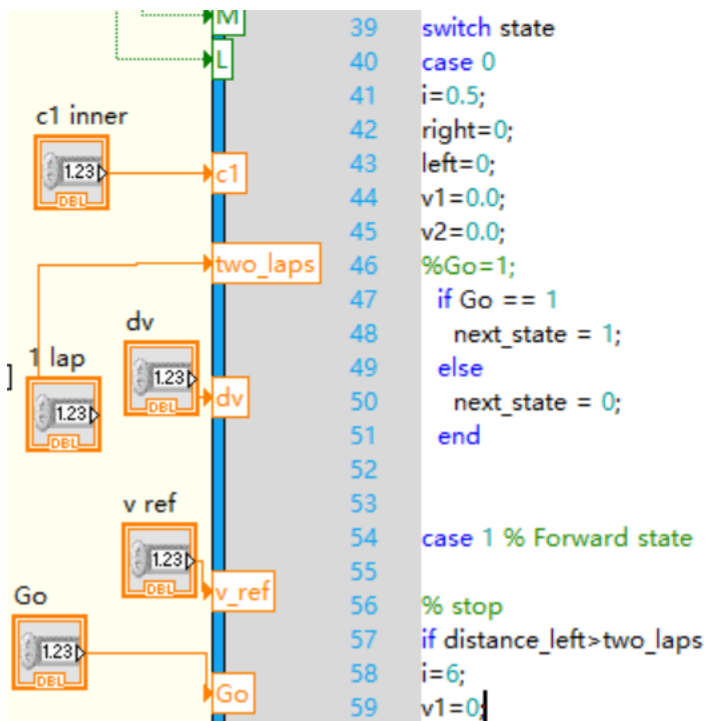 M
L
c1 inner
1.23
DBL
c1
two_laps
dv
1.23
DBL
dv
1 lap
1.23
DBL
v ref
1.23
DBL
v_ref
Go
1.23
DBL
Go
39 switch state
40 case 0
41 i=0.5;
42 right=0;
43 left=0;
44 v1=0.0;
45 v2=0.0;
46 %Go=1;
47 if Go == 1
48 next_state = 1;
49 else
50 next_state = 0;
51 end
52
53
54 case 1 % Forward state
55
56 % stop
57 if distance_left>two_laps
58 i=6;
59 v1=0;